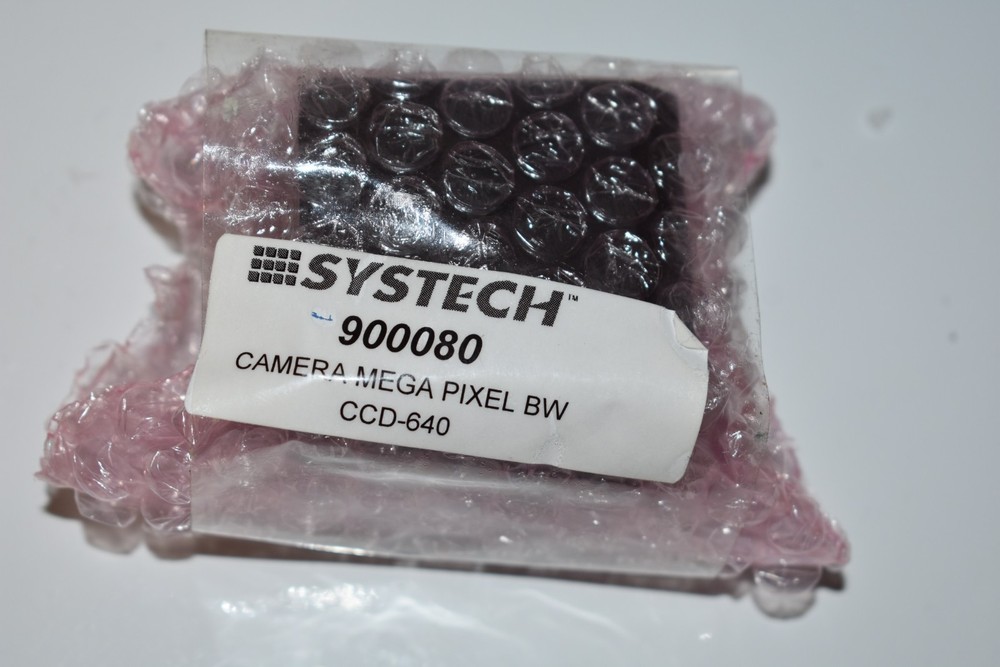 SYSTECH™
900080
CAMERA MEGA PIXEL BW
CCD-640